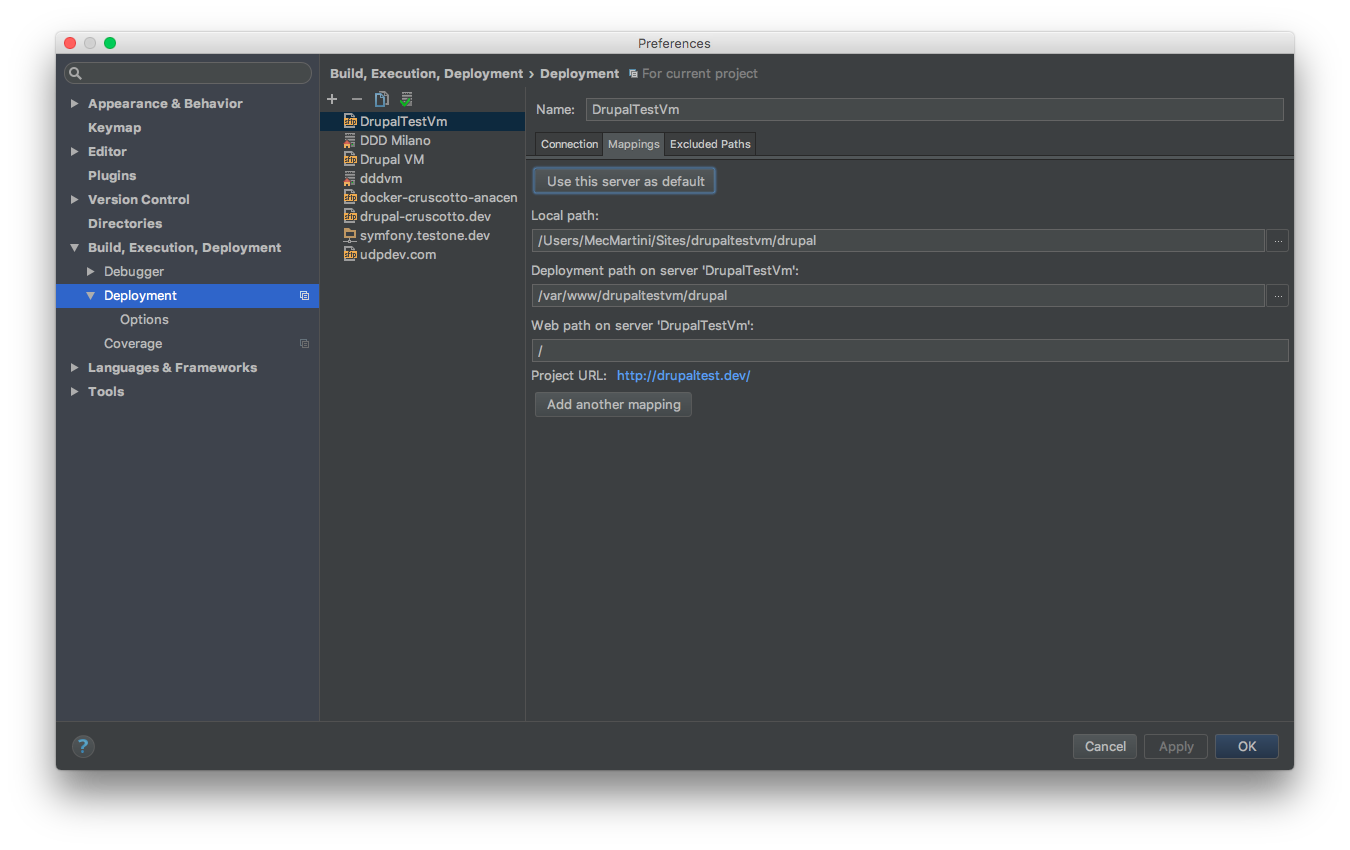 Preferences
Appearance & Behavior
Keymap
Editor
Plugins
Version Control
Directories
Build, Execution, Deployment
Debugger
Deployment
Options
Coverage
Languages & Frameworks
Tools
Build, Execution, Deployment › Deployment For current project
DrupalTestVm
DDD Milano
Drupal VM
dddvm
docker-cruscotto-anacen
drupal-cruscotto.dev
symfony.testone.dev
udpdev.com
Name: DrupalTestVm
Connection Mappings Excluded Paths
Use this server as default
Local path:
/Users/MecMartini/Sites/drupaltestvm/drupal ...
Deployment path on server 'DrupalTestVm':
/var/www/drupaltestvm/drupal ...
Web path on server 'DrupalTestVm':
/
Project URL: http://drupaltest.dev/
Add another mapping
? Cancel Apply OK